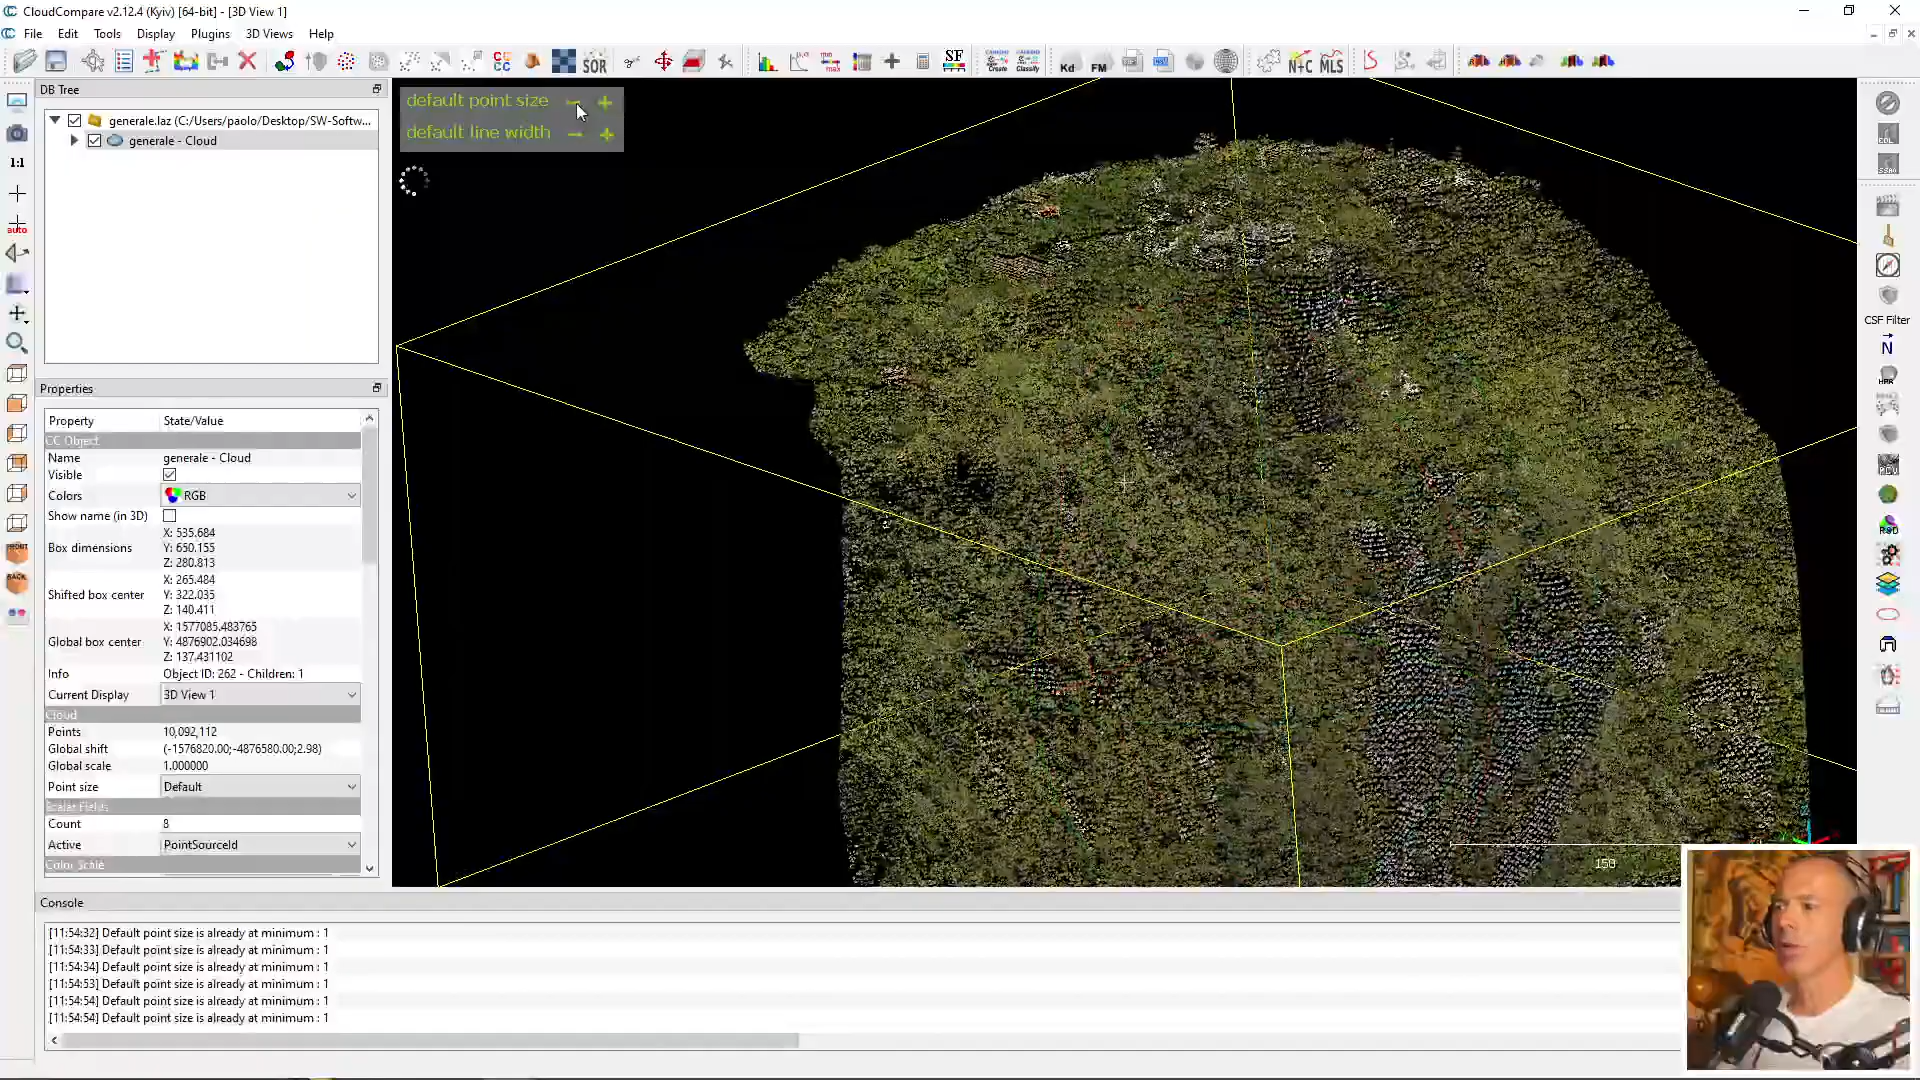 CloudCompare v2.12.4 (Kyiv) [64-bit] - [3D View 1]
File Edit Tools Display Plugins 3D Views Help
SOR
SF
Kd
FM
N+C
MLS
DB Tree
generale.laz (C:/Users/paolo/Desktop/SW-Softw...
generale - Cloud
default point size
default line width
1:1
auto
FRONT
BACK
CSF Filter
N
Properties
Property State/Value
CC Object
Name generale - Cloud
Visible
Colors RGB
Show name (in 3D)
Box dimensions
X: 535.684
Y: 650.155
Z: 280.813
Shifted box center
X: 265.484
Y: 322.035
Z: 140.411
Global box center
X: 1577085.483765
Y: 4876902.034698
Z: 137.431102
Info Object ID: 262 - Children: 1
Current Display 3D View 1
Cloud
Points 10,092,112
Global shift (-1576820.00;-4876580.00;2.98)
Global scale 1.000000
Point size Default
Scalar Fields
Count 8
Active PointSourceId
Color Scale
150
Console
[11:54:32] Default point size is already at minimum : 1
[11:54:33] Default point size is already at minimum : 1
[11:54:34] Default point size is already at minimum : 1
[11:54:53] Default point size is already at minimum : 1
[11:54:54] Default point size is already at minimum : 1
[11:54:54] Default point size is already at minimum : 1